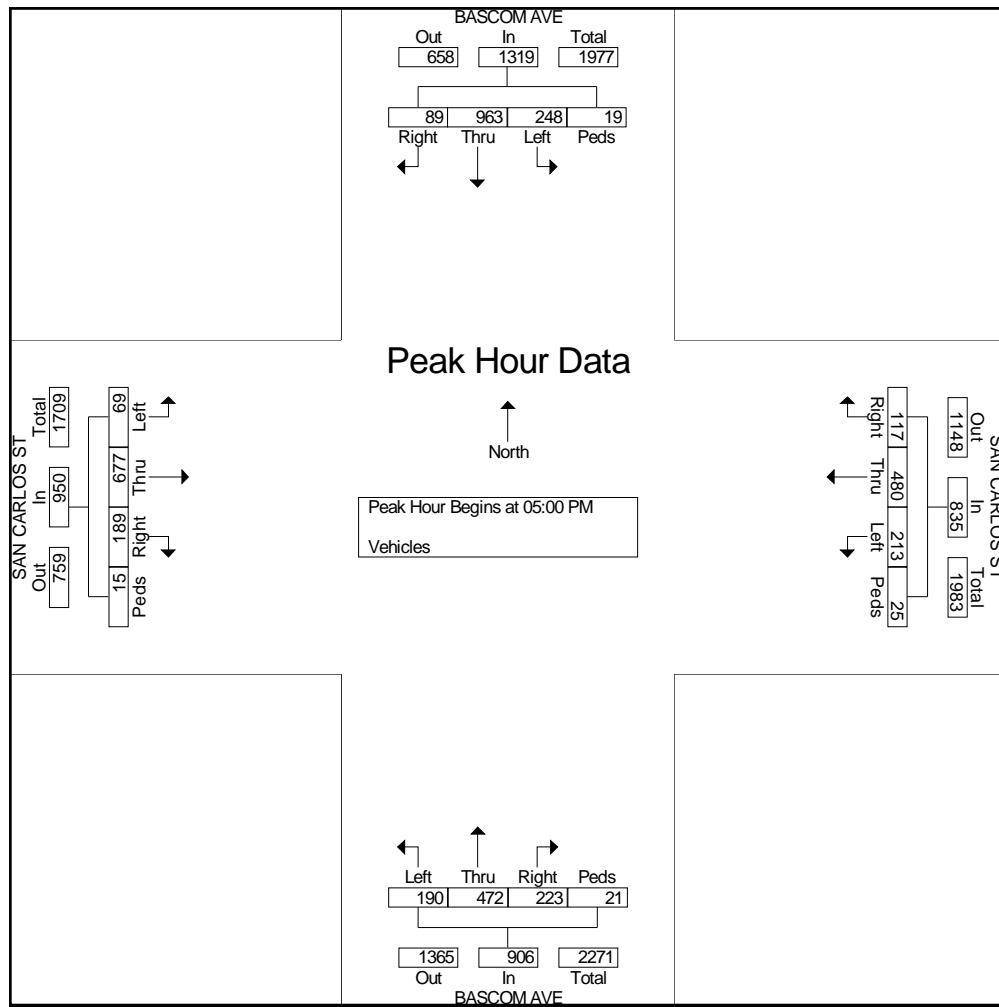 BASCOM AVE
Out In Total
658 1319 1977
89 963 248 19
Right Thru Left Peds
Peak Hour Data
North
Peak Hour Begins at 05:00 PM
Vehicles
SAN CARLOS ST
Total In Out
1709 950 759
69 677 189 15
Left Thru Right Peds
SAN CARLOS ST
Out In Total
1148 835 1983
117 480 213 25
Right Thru Left Peds
Left Thru Right Peds
190 472 223 21
1365 906 2271
Out In Total
BASCOM AVE